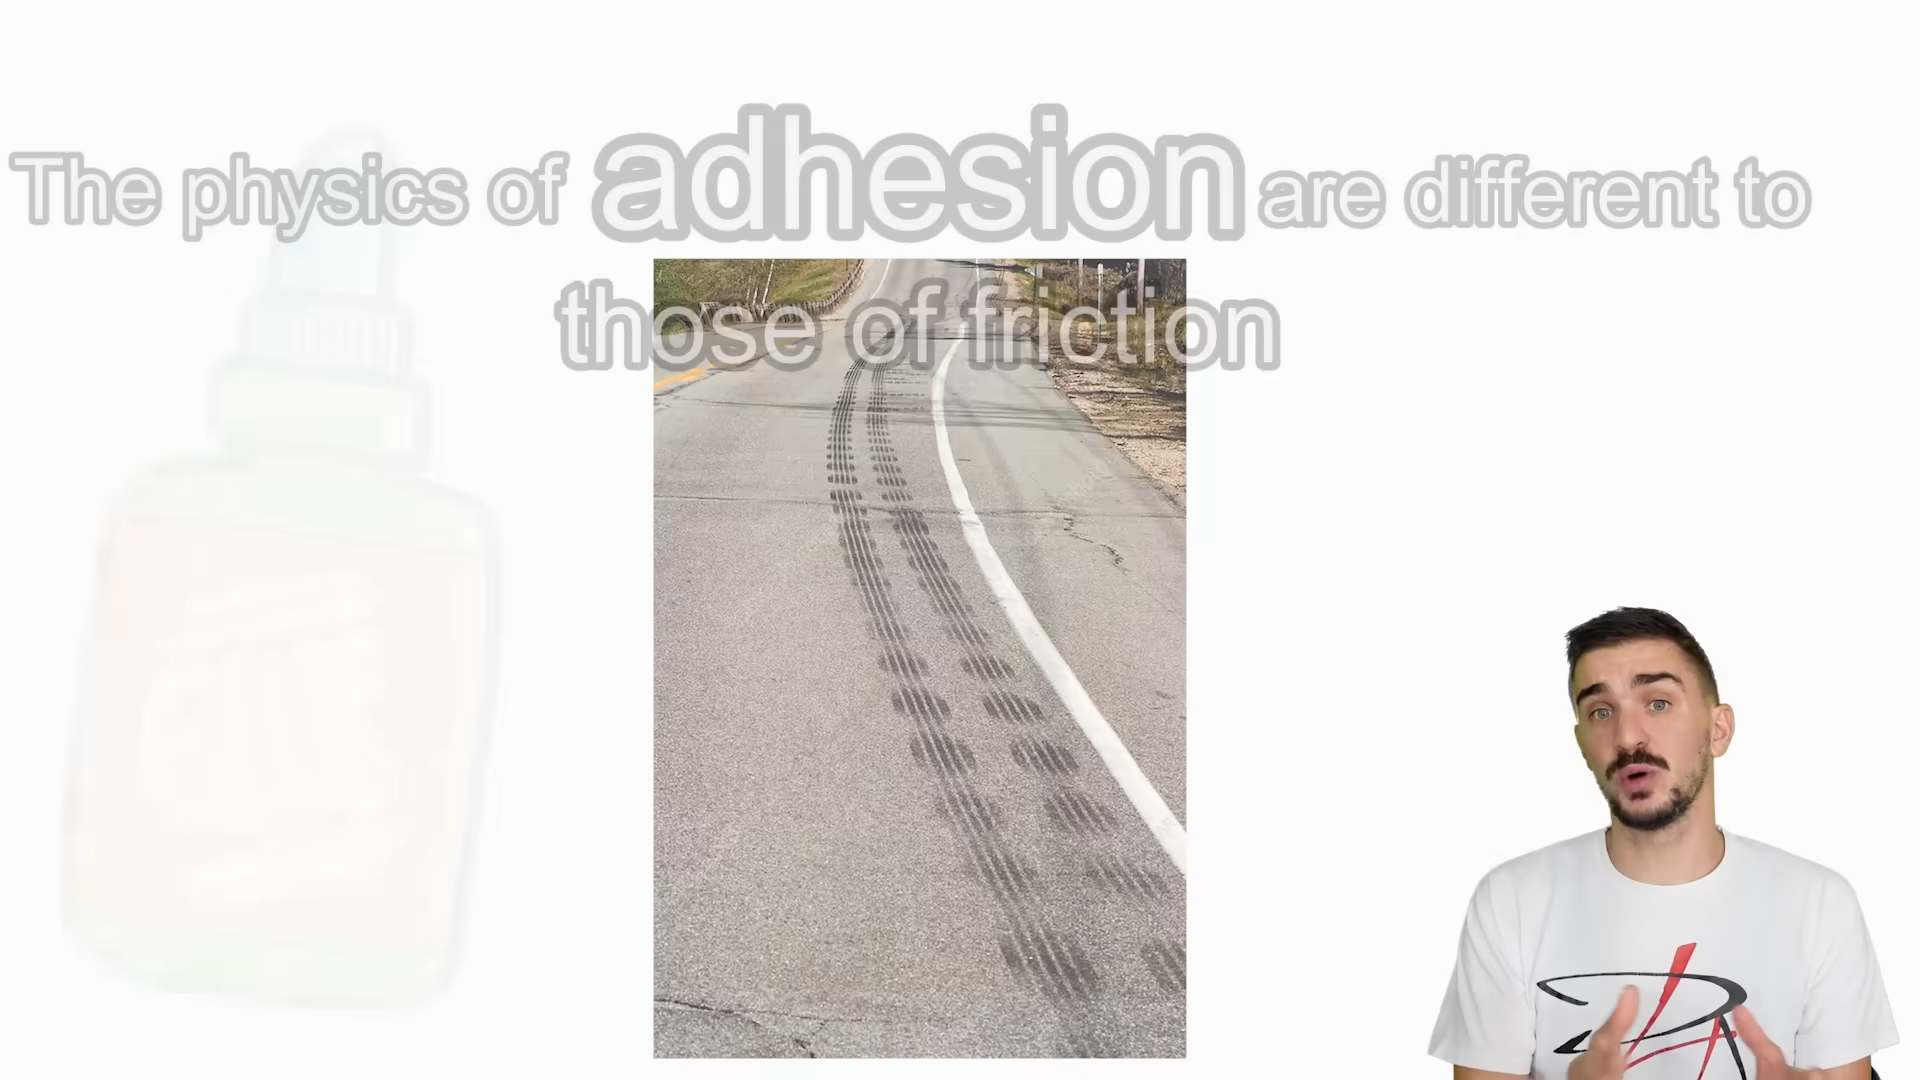 The physics of adhesion are different to
those of friction